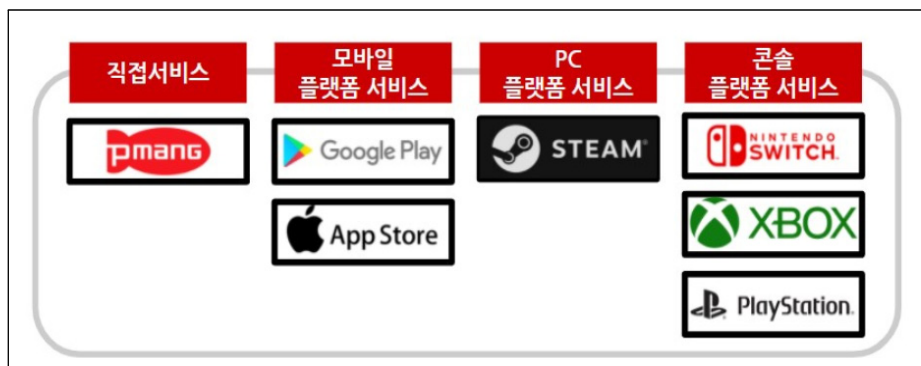 직접서비스
모바일
플랫폼 서비스
PC
플랫폼 서비스
콘솔
플랫폼 서비스
pmang
Google Play
STEAM
NINTENDO
SWITCH
App Store
XBOX
PlayStation